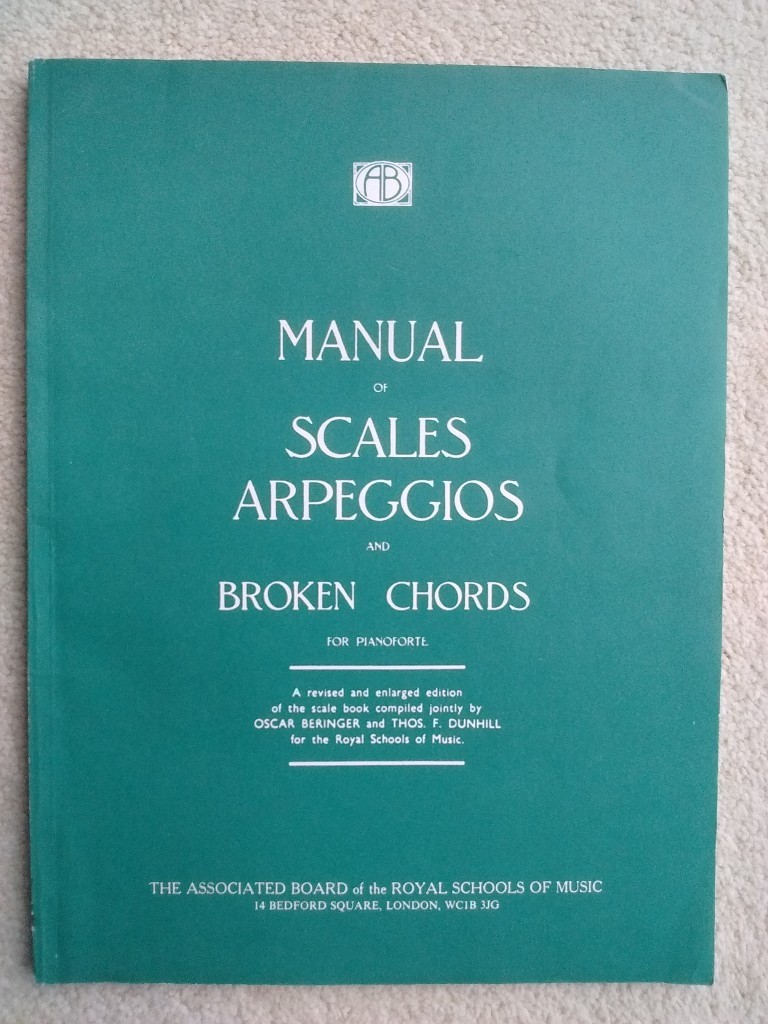 AB
MANUAL
OF
SCALES
ARPEGGIOS
AND
BROKEN CHORDS
FOR PIANOFORTE
A revised and enlarged edition
of the scale book compiled jointly by
OSCAR BERINGER and THOS. F. DUNHILL
for the Royal Schools of Music.
THE ASSOCIATED BOARD of the ROYAL SCHOOLS OF MUSIC
14 BEDFORD SQUARE, LONDON, WC1B 3JG